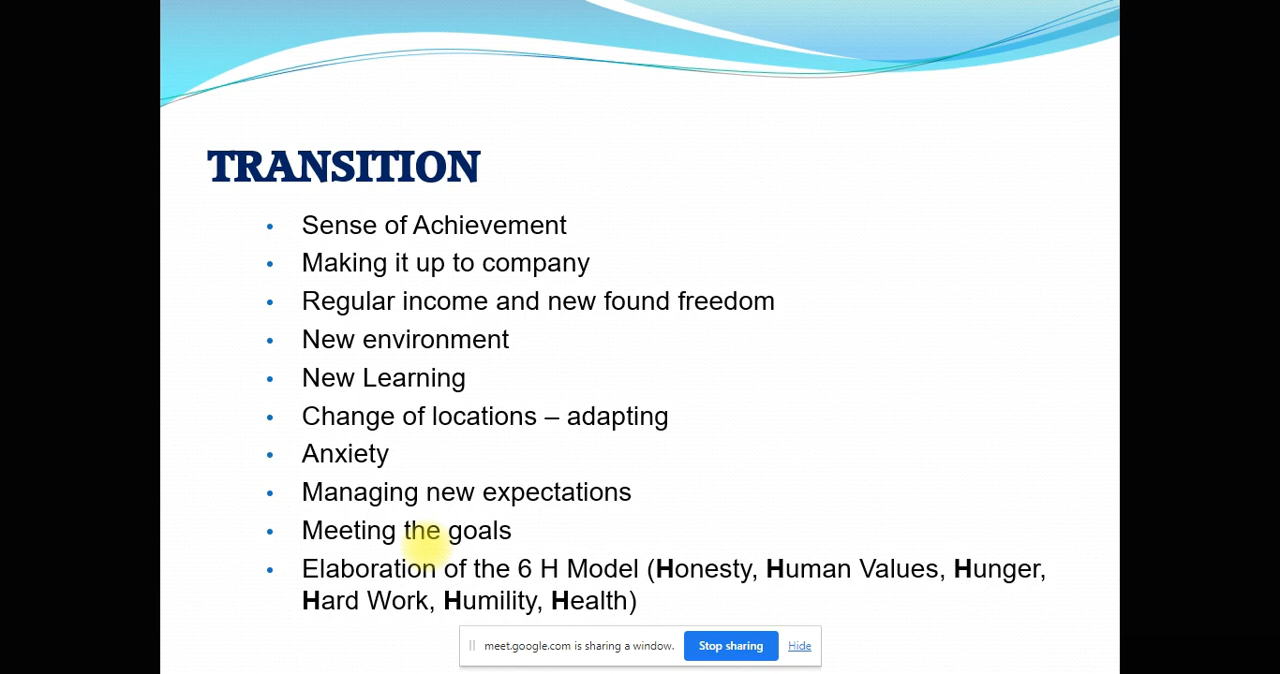 TRANSITION
• Sense of Achievement
• Making it up to company
• Regular income and new found freedom
• New environment
• New Learning
• Change of locations – adapting
• Anxiety
• Managing new expectations
• Meeting the goals
• Elaboration of the 6 H Model (Honesty, Human Values, Hunger,
Hard Work, Humility, Health)
meet.google.com is sharing a window. Stop sharing Hide